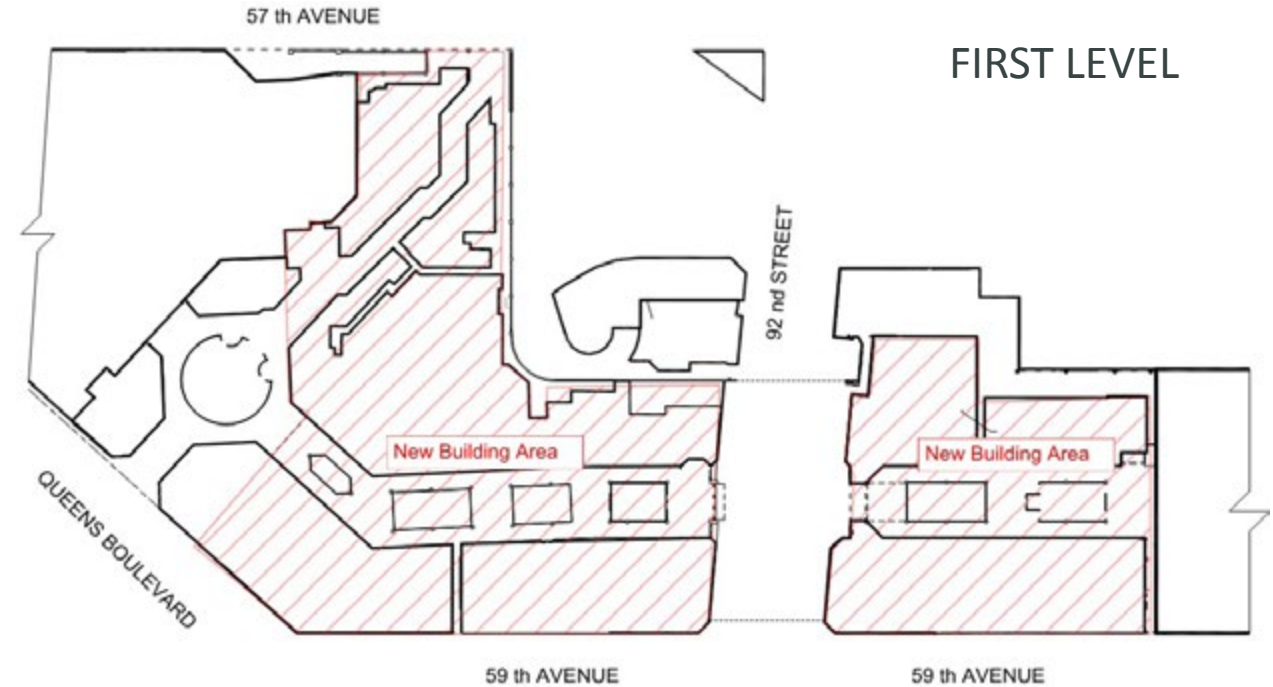 57 th AVENUE
FIRST LEVEL
92 nd STREET
New Building Area
New Building Area
QUEENS BOULEVARD
59 th AVENUE
59 th AVENUE